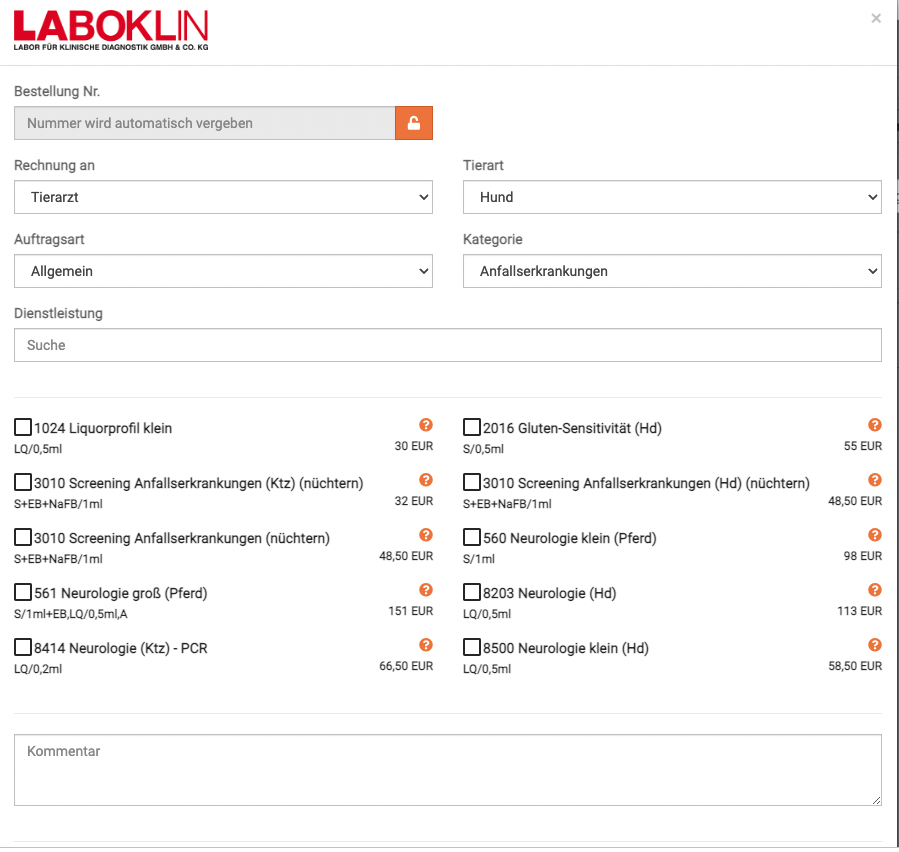 LABOKLIN
LABOR FÜR KLINISCHE DIAGNOSTIK GMBH & CO. KG
×
Bestellung Nr.
Nummer wird automatisch vergeben
Rechnung an
Tierart
Tierarzt
Hund
Auftragsart
Kategorie
Allgemein
Anfallserkrankungen
Dienstleistung
Suche
1024 Liquorprofil klein ?
LQ/0,5ml 30 EUR
2016 Gluten-Sensitivität (Hd) ?
S/0,5ml 55 EUR
3010 Screening Anfallserkrankungen (Ktz) (nüchtern) ?
S+EB+NaFB/1ml 32 EUR
3010 Screening Anfallserkrankungen (Hd) (nüchtern) ?
S+EB+NaFB/1ml 48,50 EUR
3010 Screening Anfallserkrankungen (nüchtern) ?
S+EB+NaFB/1ml 48,50 EUR
560 Neurologie klein (Pferd) ?
S/1ml 98 EUR
561 Neurologie groß (Pferd) ?
S/1ml+EB,LQ/0,5ml,A 151 EUR
8203 Neurologie (Hd) ?
LQ/0,5ml 113 EUR
8414 Neurologie (Ktz) - PCR ?
LQ/0,2ml 66,50 EUR
8500 Neurologie klein (Hd) ?
LQ/0,5ml 58,50 EUR
Kommentar